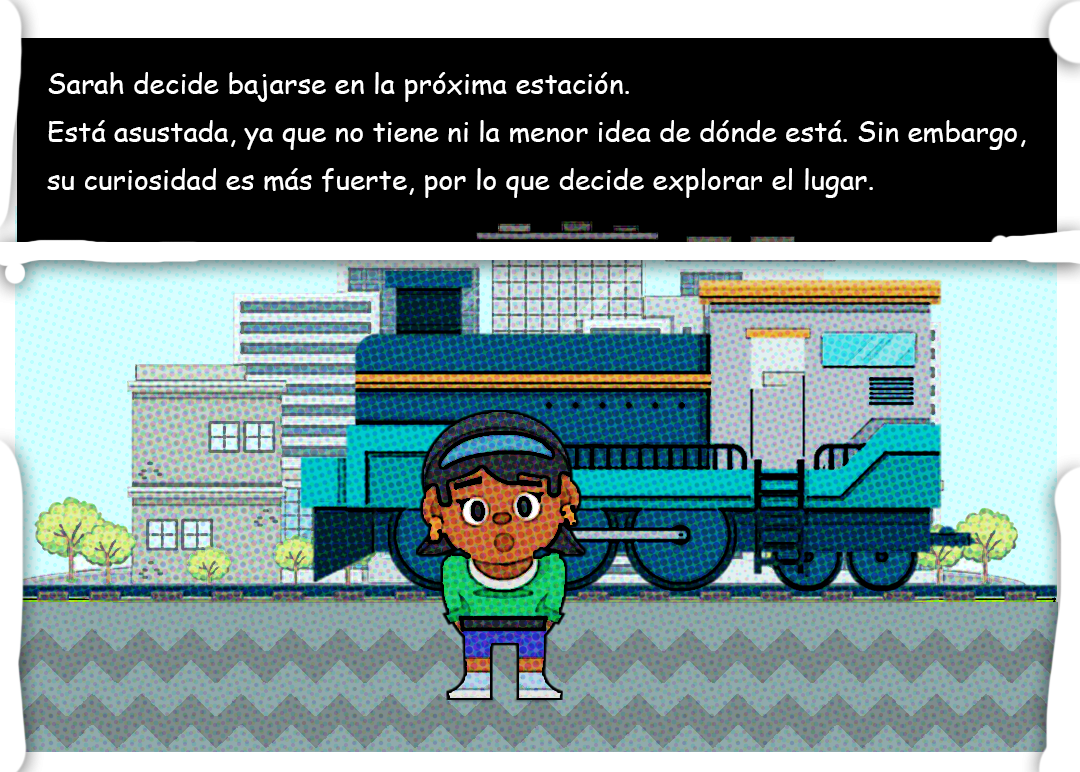 Sarah decide bajarse en la próxima estación.
Está asustada, ya que no tiene ni la menor idea de dónde está. Sin embargo,
su curiosidad es más fuerte, por lo que decide explorar el lugar.